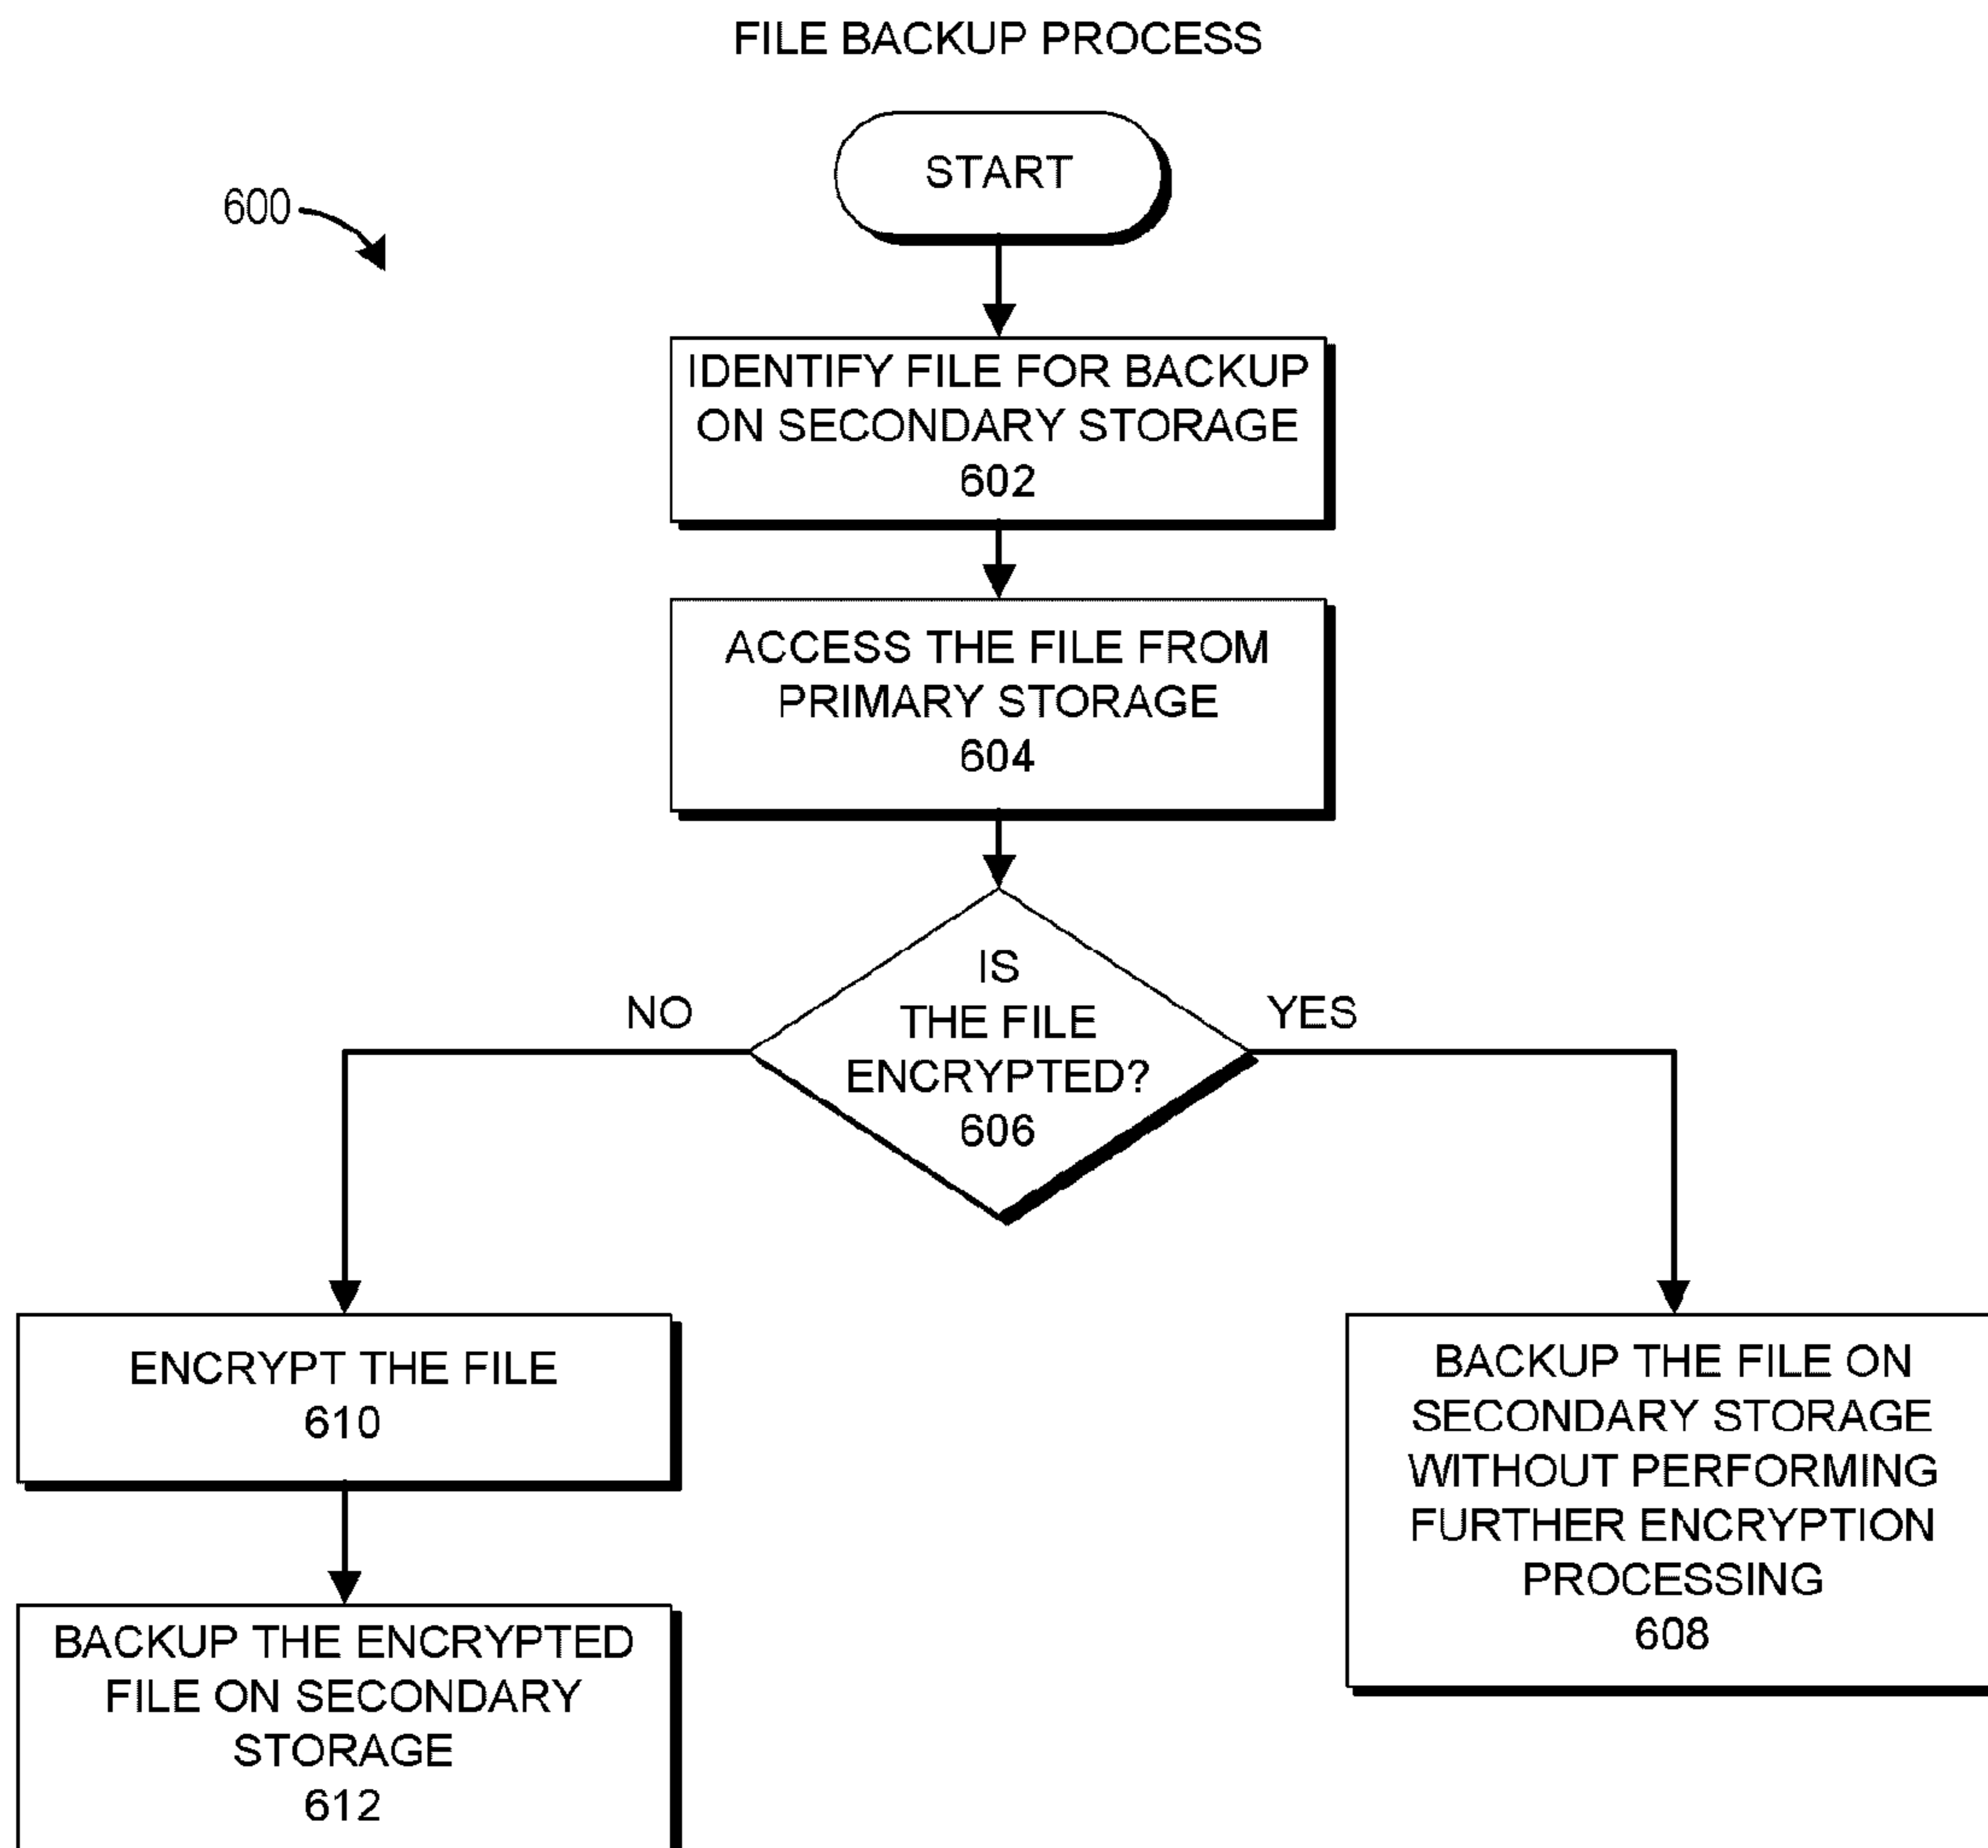 FILE BACKUP PROCESS
START
600
IDENTIFY FILE FOR BACKUP
ON SECONDARY STORAGE
602
ACCESS THE FILE FROM
PRIMARY STORAGE
604
IS
THE FILE
ENCRYPTED?
606
NO
YES
ENCRYPT THE FILE
610
BACKUP THE ENCRYPTED
FILE ON SECONDARY
STORAGE
612
BACKUP THE FILE ON
SECONDARY STORAGE
WITHOUT PERFORMING
FURTHER ENCRYPTION
PROCESSING
608